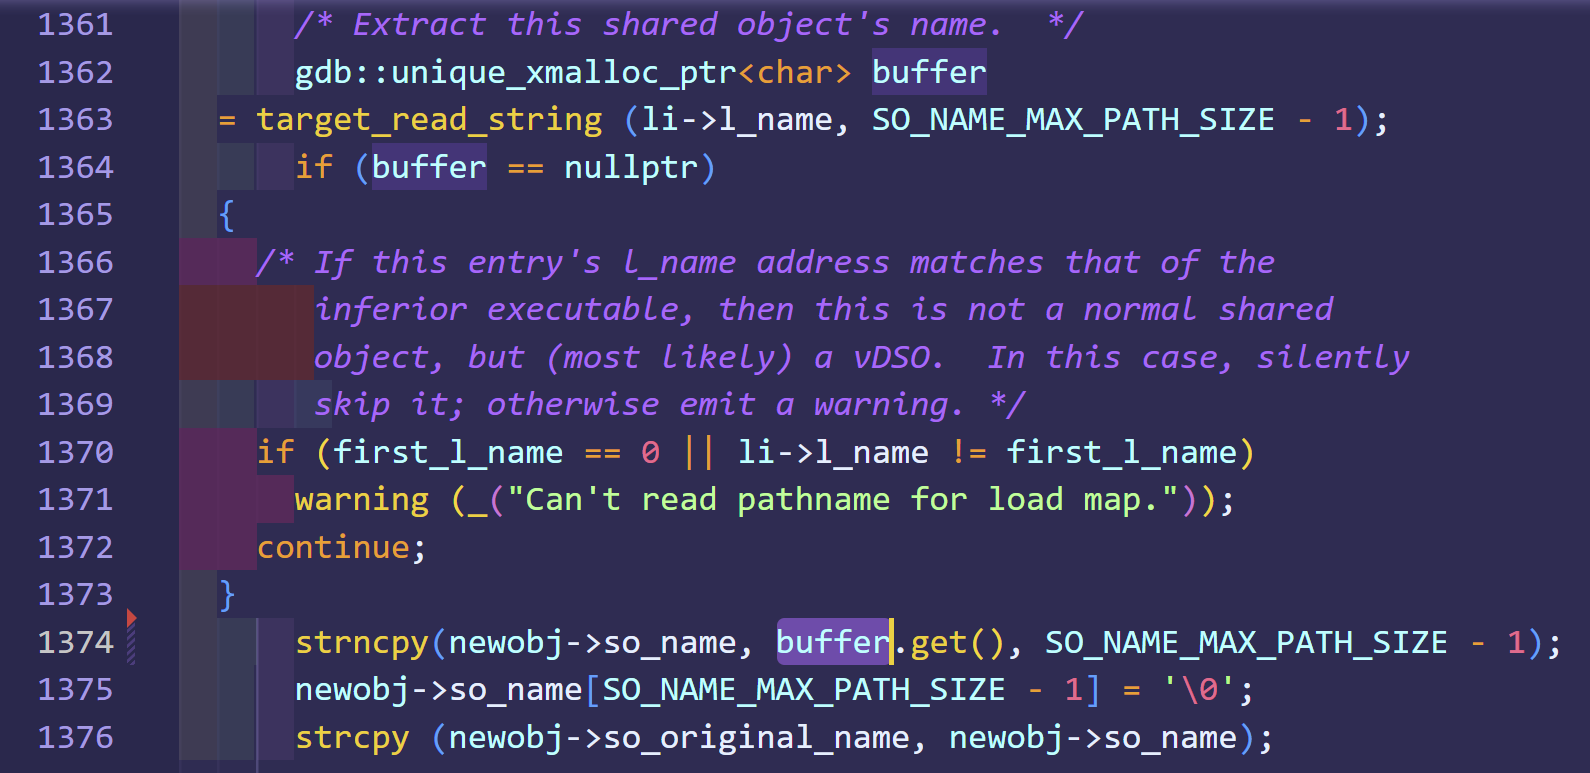 1361 /* Extract this shared object's name.  */
1362 gdb::unique_xmalloc_ptr<char> buffer
1363 = target_read_string (li->l_name, SO_NAME_MAX_PATH_SIZE - 1);
1364 if (buffer == nullptr)
1365 {
1366 /* If this entry's l_name address matches that of the
1367 inferior executable, then this is not a normal shared
1368 object, but (most likely) a vDSO.  In this case, silently
1369 skip it; otherwise emit a warning. */
1370 if (first_l_name == 0 || li->l_name != first_l_name)
1371 warning (_("Can't read pathname for load map."));
1372 continue;
1373 }
1374 strncpy(newobj->so_name, buffer.get(), SO_NAME_MAX_PATH_SIZE - 1);
1375 newobj->so_name[SO_NAME_MAX_PATH_SIZE - 1] = '\0';
1376 strcpy (newobj->so_original_name, newobj->so_name);